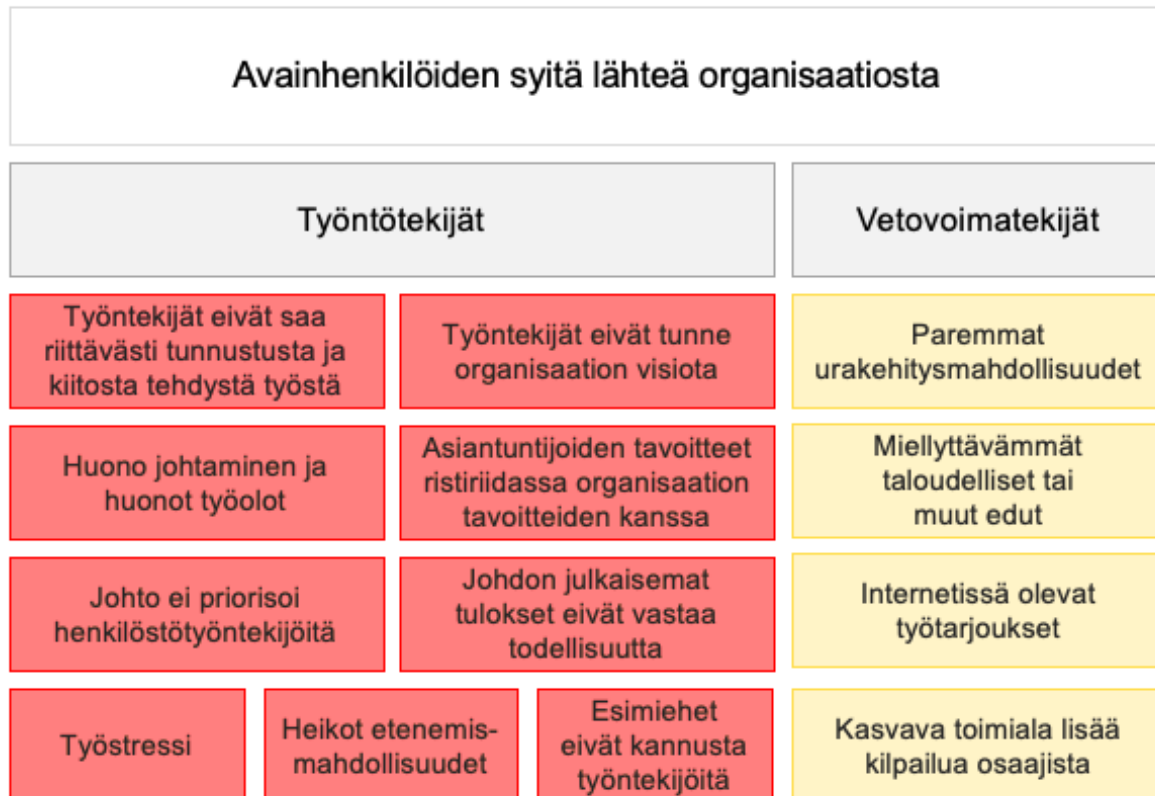 Avainhenkilöiden syitä lähteä organisaatiosta
Työntötekijät
Vetovoimatekijät
Työntekijät eivät saa
riittävästi tunnustusta ja
kiitosta tehdystä työstä
Työntekijät eivät tunne
organisaation visiota
Paremmat
urakehitysmahdollisuudet
Huono johtaminen ja
huonot työolot
Asiantuntijoiden tavoitteet
ristiriidassa organisaation
tavoitteiden kanssa
Miellyttävämmät
taloudelliset tai
muut edut
Johto ei priorisoi
henkilöstötyöntekijöitä
Johdon julkaisemat
tulokset eivät vastaa
todellisuutta
Internetissä olevat
työtarjoukset
Työstressi
Heikot etenemis-
mahdollisuudet
Esimiehet
eivät kannusta
työntekijöitä
Kasvava toimiala lisää
kilpailua osaajista